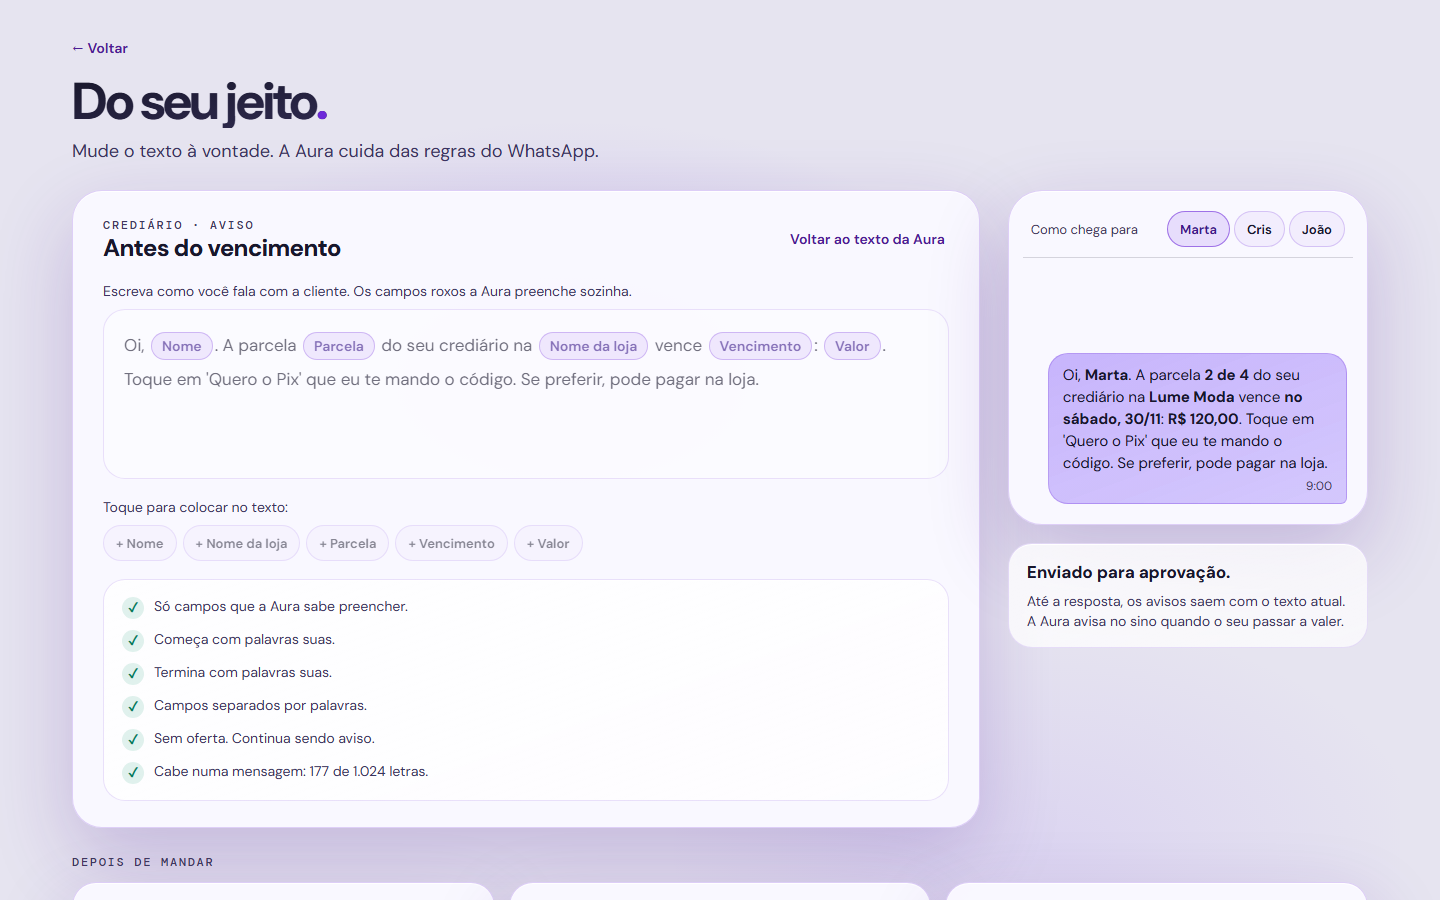 ← Voltar
Do seu jeito.
Mude o texto à vontade. A Aura cuida das regras do WhatsApp.
CREDIÁRIO · AVISO
Antes do vencimento
Voltar ao texto da Aura
Escreva como você fala com a cliente. Os campos roxos a Aura preenche sozinha.
Oi, Nome. A parcela Parcela do seu crediário na Nome da loja vence Vencimento: Valor.
Toque em 'Quero o Pix' que eu te mando o código. Se preferir, pode pagar na loja.
Toque para colocar no texto:
+ Nome + Nome da loja + Parcela + Vencimento + Valor
✓ Só campos que a Aura sabe preencher.
✓ Começa com palavras suas.
✓ Termina com palavras suas.
✓ Campos separados por palavras.
✓ Sem oferta. Continua sendo aviso.
✓ Cabe numa mensagem: 177 de 1.024 letras.
Como chega para Marta Cris João
Oi, Marta. A parcela 2 de 4 do seu
crediário na Lume Moda vence no
sábado, 30/11: R$ 120,00. Toque em
'Quero o Pix' que eu te mando o
código. Se preferir, pode pagar na loja.
9:00
Enviado para aprovação.
Até a resposta, os avisos saem com o texto atual.
A Aura avisa no sino quando o seu passar a valer.
DEPOIS DE MANDAR